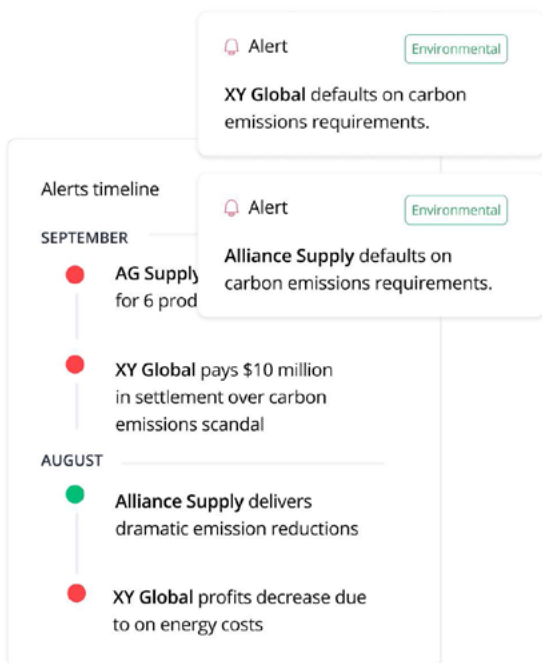 Alert
Environmental
XY Global defaults on carbon
emissions requirements.
Alert
Environmental
Alliance Supply defaults on
carbon emissions requirements.
Alerts timeline
SEPTEMBER
AG Supply
for 6 prod
XY Global pays $10 million
in settlement over carbon
emissions scandal
AUGUST
Alliance Supply delivers
dramatic emission reductions
XY Global profits decrease due
to on energy costs